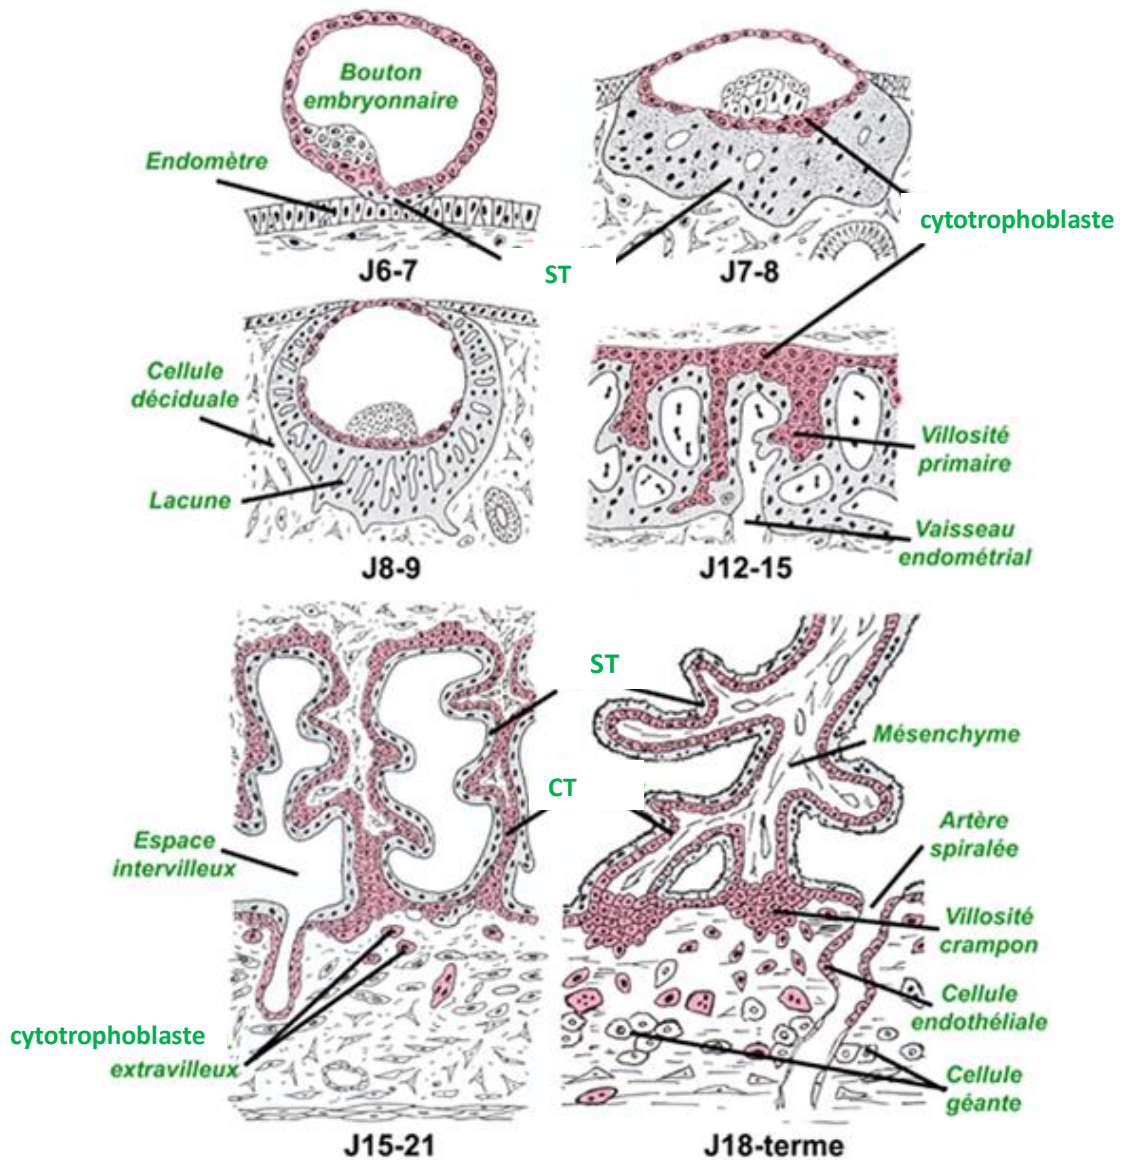 Bouton
embryonnaire
Endomètre
J6-7
ST
J7-8
cytotrophoblaste
Cellule
déciduale
Lacune
J8-9
Villosité
primaire
Vaisseau
endométrial
J12-15
ST
Mésenchyme
CT
Espace
intervilleux
Artère
spiralée
Villosité
crampon
Cellule
endothéliale
cytotrophoblaste
extravilleux
Cellule
géante
J15-21
J18-terme